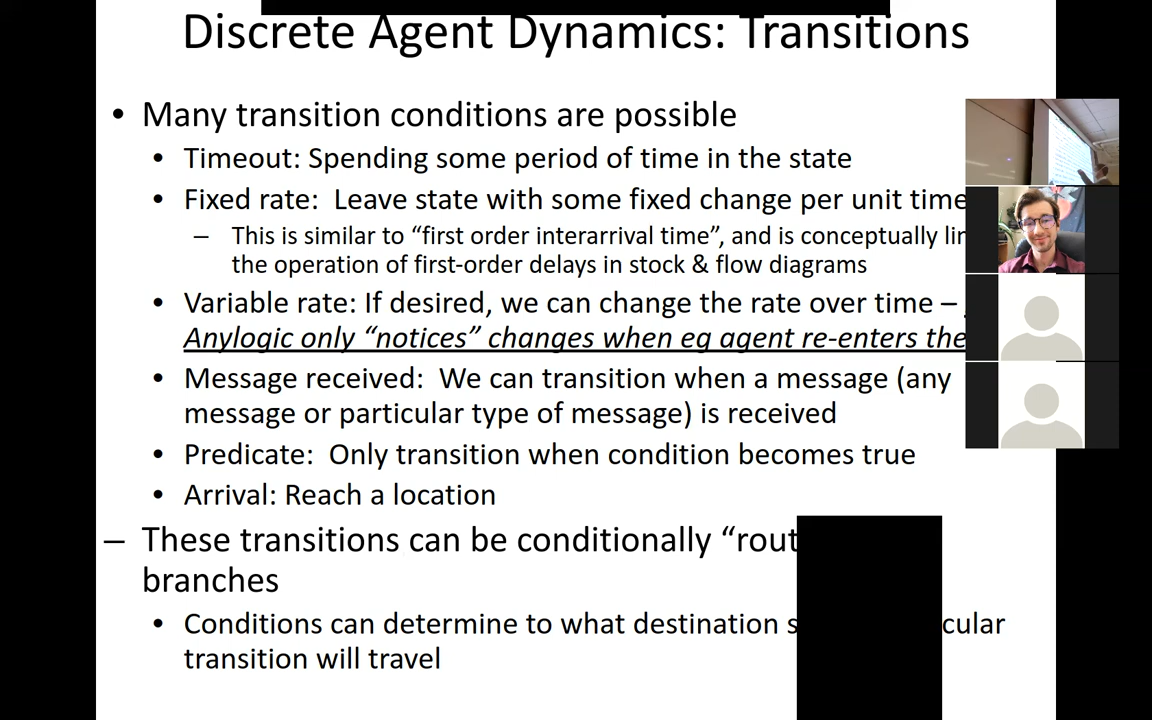 Discrete Agent Dynamics: Transitions
• Many transition conditions are possible
• Timeout: Spending some period of time in the state
• Fixed rate: Leave state with some fixed change per unit time
– This is similar to “first order interarrival time”, and is conceptually
the operation of first-order delays in stock & flow diagrams
• Variable rate: If desired, we can change the rate over time –
Anylogic only “notices” changes when eg agent re-enters the
• Message received: We can transition when a message (any
message or particular type of message) is received
• Predicate: Only transition when condition becomes true
• Arrival: Reach a location
– These transitions can be conditionally
branches
• Conditions can determine to what destination
transition will travel